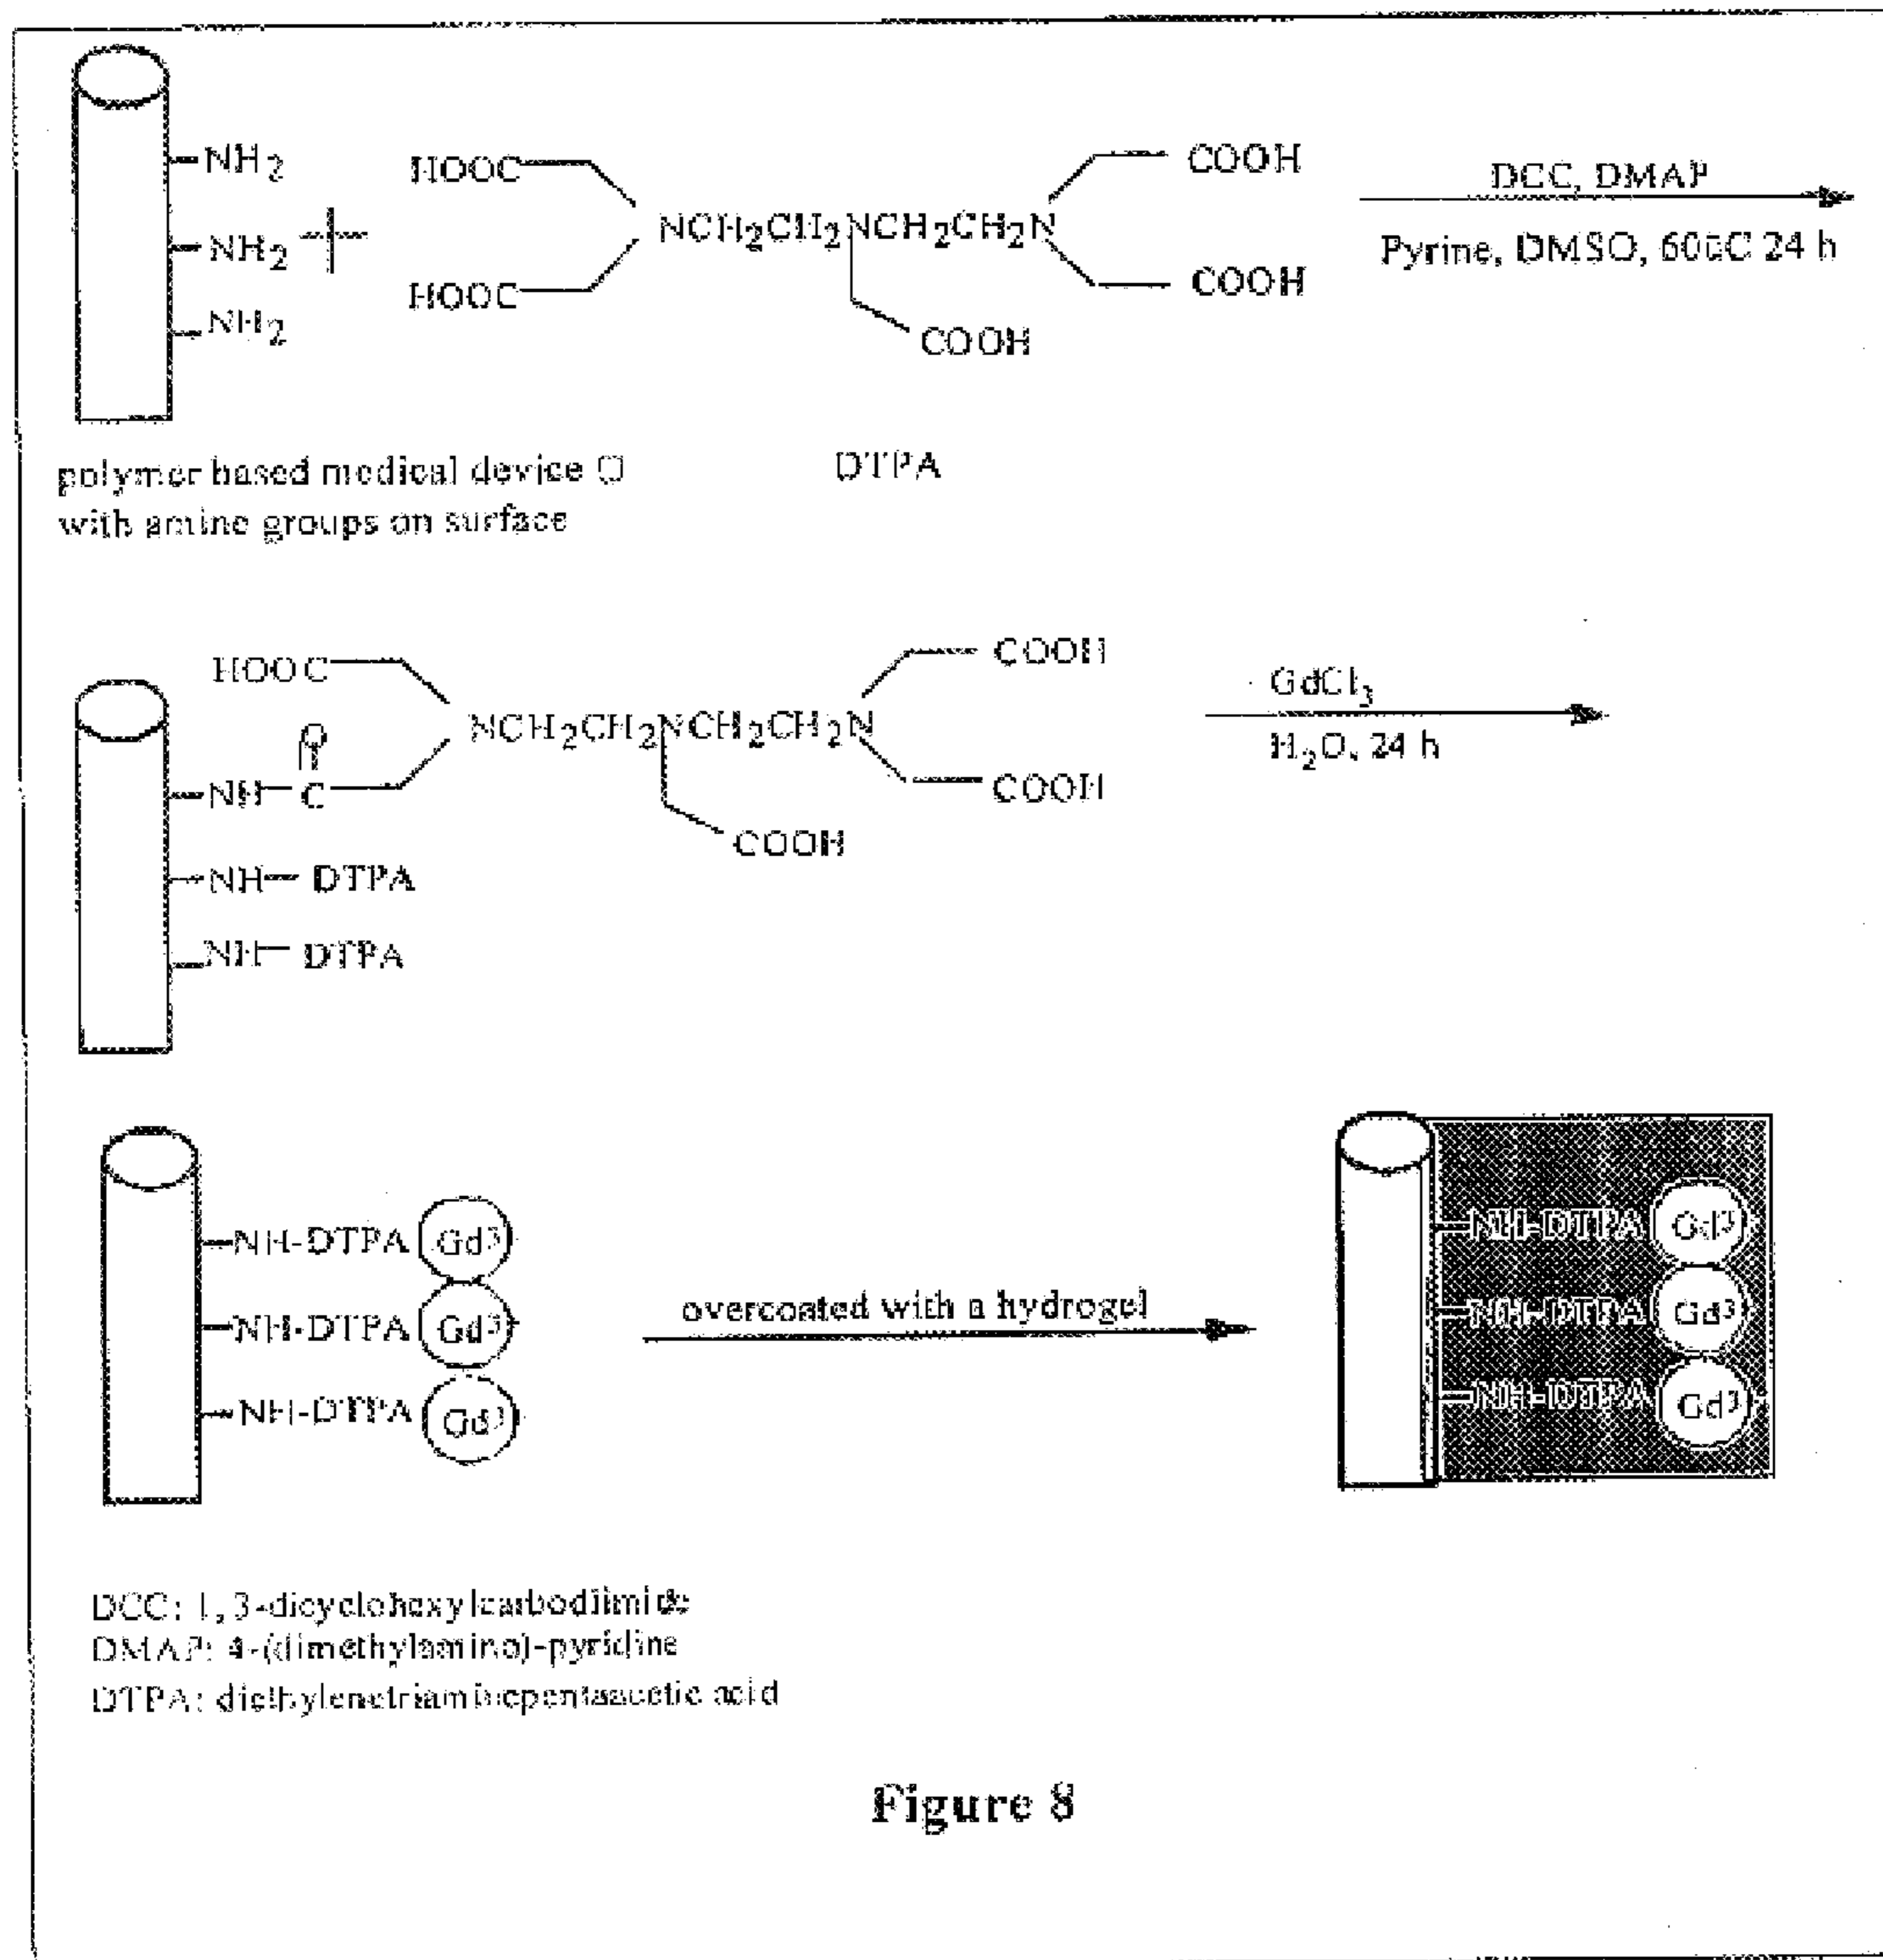 NH2
NH2 +
NH2
HOOC
HOOC
NCH2CH2NCH2CH2N
COOH
COOH
COOH
DCC, DMAP
Pyrine, DMSO, 60 C 24 h
polymer based medical device
with amine groups on surface
DTPA
HOOC
O
NH C
NCH2CH2NCH2CH2N
COOH
COOH
COOH
NH DTPA
NH DTPA
GdCl3
H2O, 24 h
NH-DTPA Gd3
NH-DTPA Gd3
NH-DTPA Gd3
overcoated with a hydrogel
NH-DTPA Gd3
NH-DTPA Gd3
NH-DTPA Gd3
DCC: 1,3-dicyclohexylcarbodiimide
DMAP: 4-(dimethylamino)-pyridine
DTPA: diethylenetriaminepentaacetic acid
Figure 8